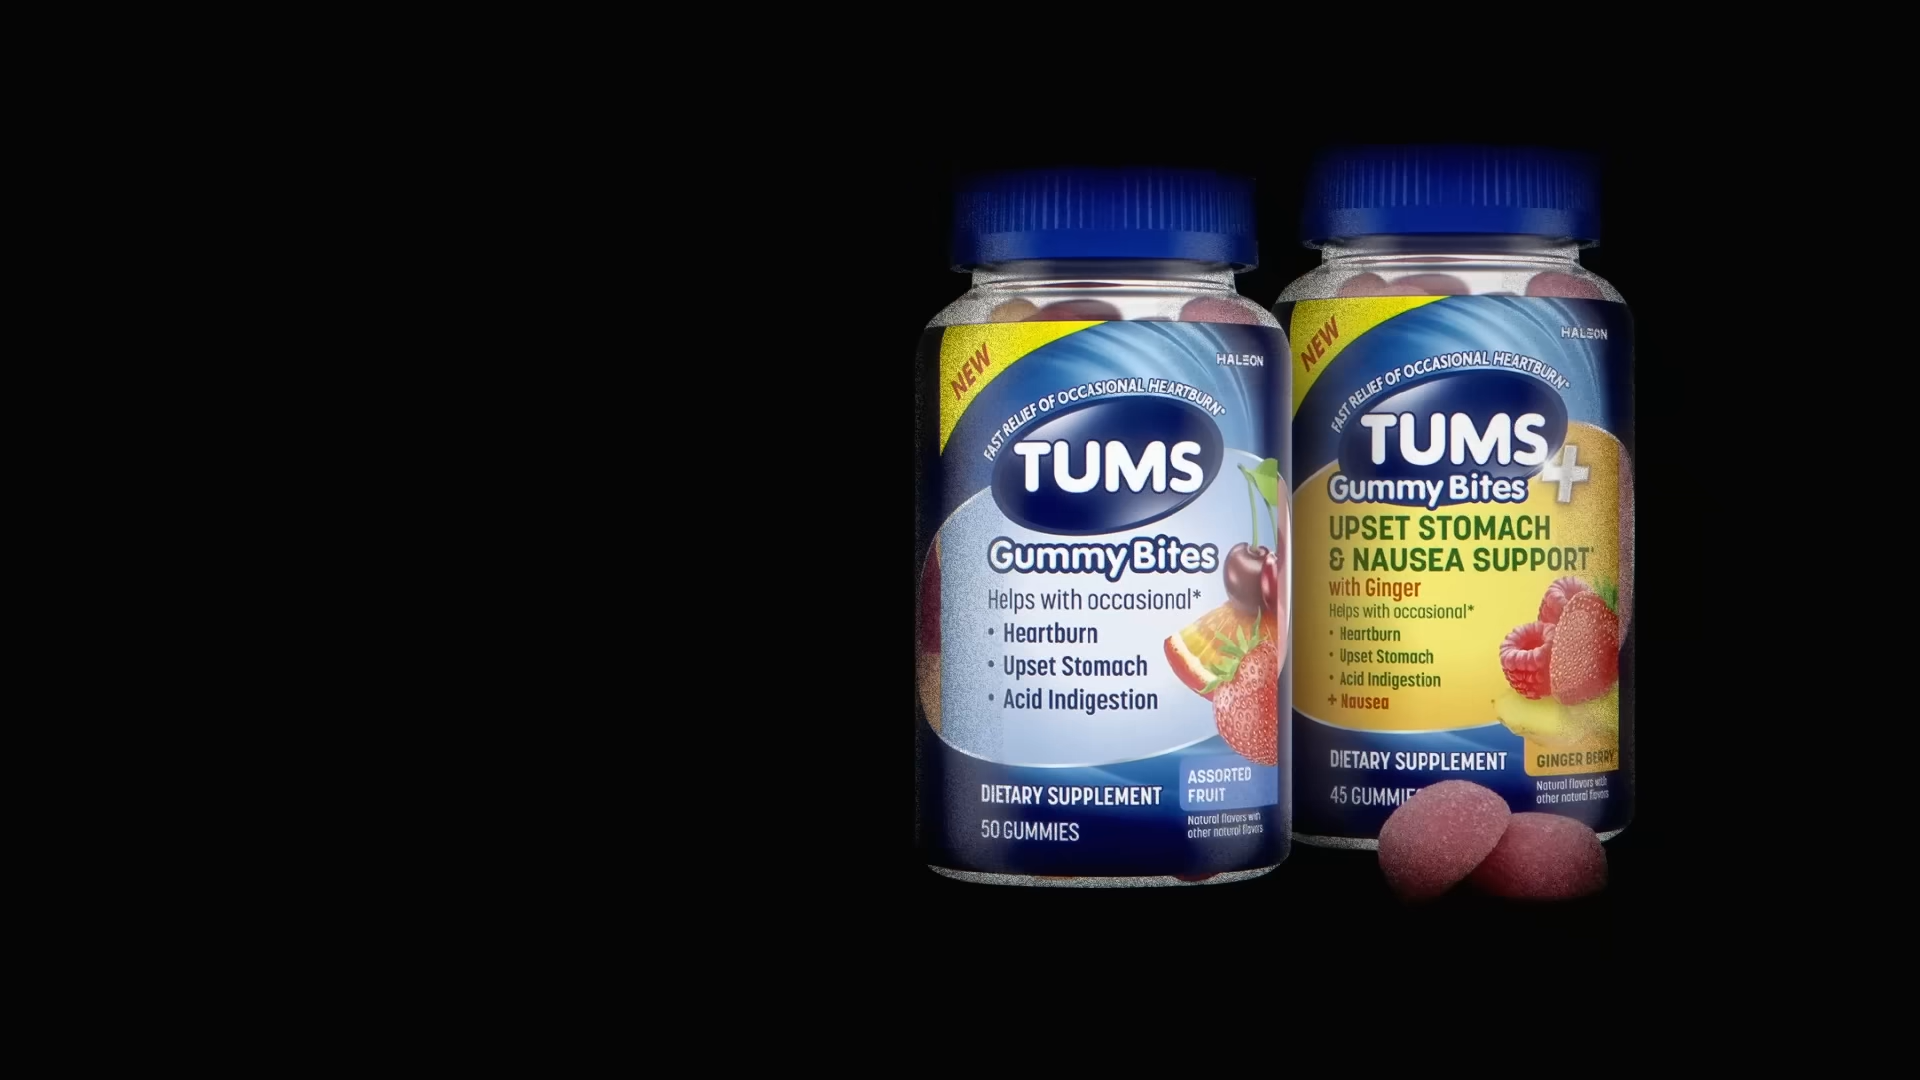 NEW
HALEON
FAST RELIEF OF OCCASIONAL HEARTBURN*
TUMS
Gummy Bites
Helps with occasional*
• Heartburn
• Upset Stomach
• Acid Indigestion
DIETARY SUPPLEMENT
50 GUMMIES
ASSORTED
FRUIT
Natural flavors with
other natural flavors
NEW
HALEON
FAST RELIEF OF OCCASIONAL HEARTBURN*
TUMS+
Gummy Bites
UPSET STOMACH
& NAUSEA SUPPORT
with Ginger
Helps with occasional*
• Heartburn
• Upset Stomach
• Acid Indigestion
+ Nausea
DIETARY SUPPLEMENT
45 GUMMIES
GINGER BERRY
Natural flavors with
other natural flavors